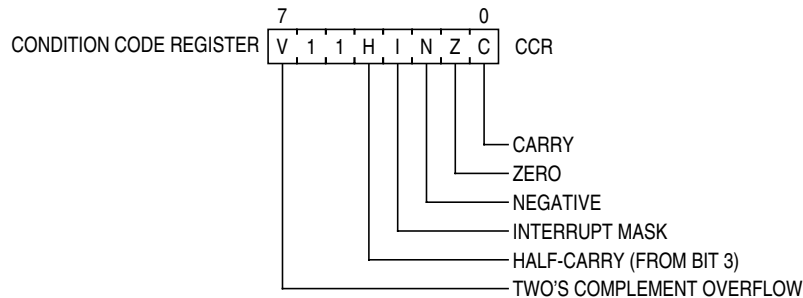 7 0
CONDITION CODE REGISTER V 1 1 H I N Z C CCR
CARRY
ZERO
NEGATIVE
INTERRUPT MASK
HALF-CARRY (FROM BIT 3)
TWO'S COMPLEMENT OVERFLOW